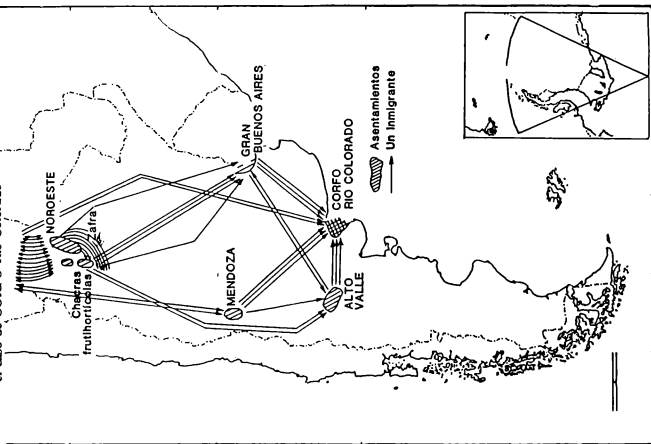 NOROESTE
Zafra
Chacras
frutihortícolas
GRAN
BUENOS AIRES
MENDOZA
CORFO
RIO COLORADO
ALTO
VALLE
Asentamientos
Un Inmigrante